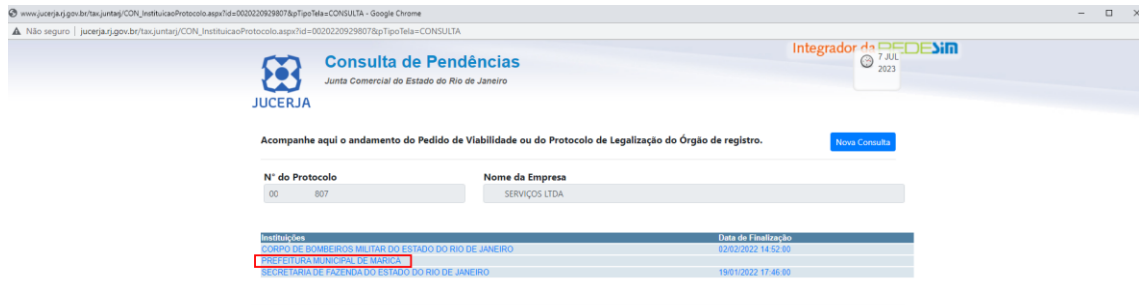 www.jucerja.rj.gov.br/tax.juntarj/CON_InstituicaoProtocolo.aspx?id=0020220929807&pTipoTela=CONSULTA - Google Chrome
Não seguro | jucerja.rj.gov.br/tax.juntarj/CON_InstituicaoProtocolo.aspx?id=0020220929807&pTipoTela=CONSULTA
Integrador da REDESiM
7 JUL
2023
Consulta de Pendências
Junta Comercial do Estado do Rio de Janeiro
JUCERJA
Acompanhe aqui o andamento do Pedido de Viabilidade ou do Protocolo de Legalização do Órgão de registro.
Nova Consulta
N° do Protocolo Nome da Empresa
00 807 SERVIÇOS LTDA
Instituições Data de Finalização
CORPO DE BOMBEIROS MILITAR DO ESTADO DO RIO DE JANEIRO 02/02/2022 14:52:00
PREFEITURA MUNICIPAL DE MARICA
SECRETARIA DE FAZENDA DO ESTADO DO RIO DE JANEIRO 19/01/2022 17:46:00